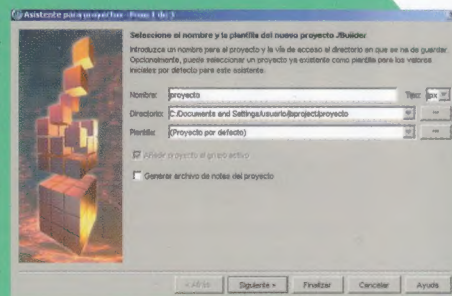 Asistente para proyectos - Paso 1 de 3
Seleccione el nombre y la plantilla del nuevo proyecto JBuilder
Introduzca un nombre para el proyecto y la vía de acceso al directorio en que se ha de guardar.
Opcionalmente, puede seleccionar un proyecto ya existente como plantilla para los valores
iniciales por defecto para este asistente.
Nombre: proyecto Tipo: jpx
Directorio: C:/Documents and Settings/usuario/jbproject/proyecto ...
Plantilla: (Proyecto por defecto) ...
Añadir proyecto al grupo activo
Generar archivo de notas del proyecto
< Atrás Siguiente > Finalizar Cancelar Ayuda